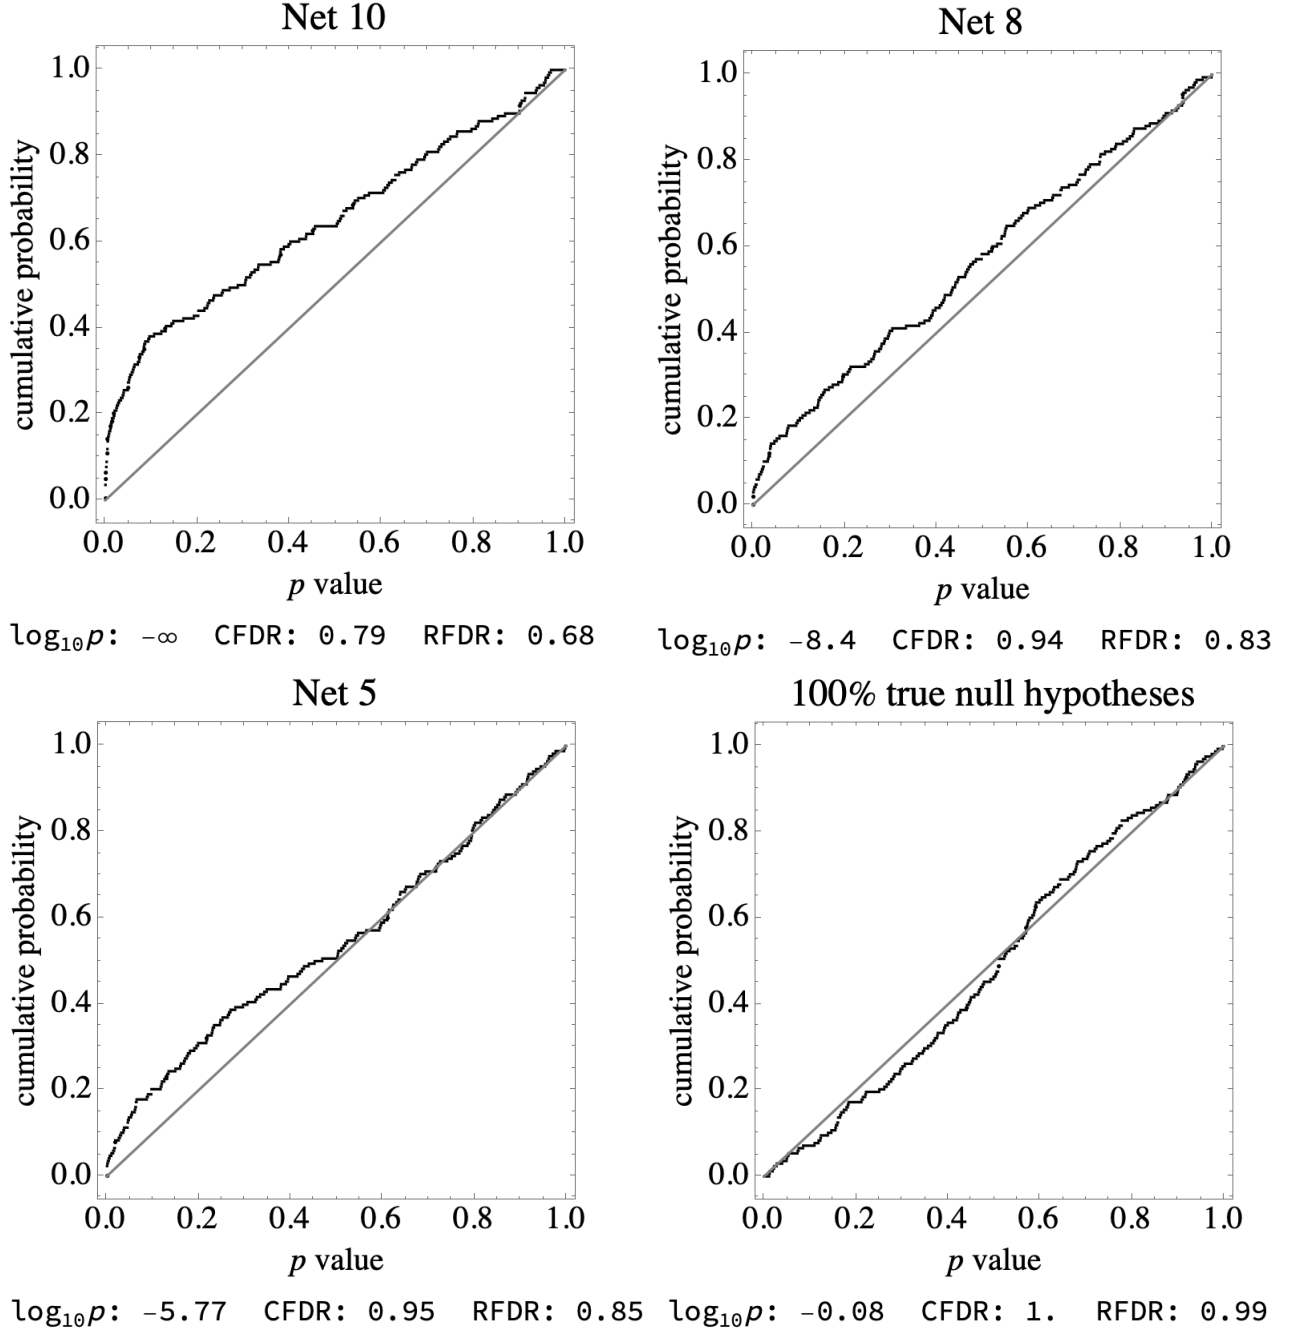 Net 10
1.0
0.8
0.6
0.4
0.2
0.0
cumulative probability
0.0 0.2 0.4 0.6 0.8 1.0
p value
log₁₀p: −∞ CFDR: 0.79 RFDR: 0.68
Net 8
1.0
0.8
0.6
0.4
0.2
0.0
cumulative probability
0.0 0.2 0.4 0.6 0.8 1.0
p value
log₁₀p: −8.4 CFDR: 0.94 RFDR: 0.83
Net 5
1.0
0.8
0.6
0.4
0.2
0.0
cumulative probability
0.0 0.2 0.4 0.6 0.8 1.0
p value
log₁₀p: −5.77 CFDR: 0.95 RFDR: 0.85
100% true null hypotheses
1.0
0.8
0.6
0.4
0.2
0.0
cumulative probability
0.0 0.2 0.4 0.6 0.8 1.0
p value
log₁₀p: −0.08 CFDR: 1. RFDR: 0.99